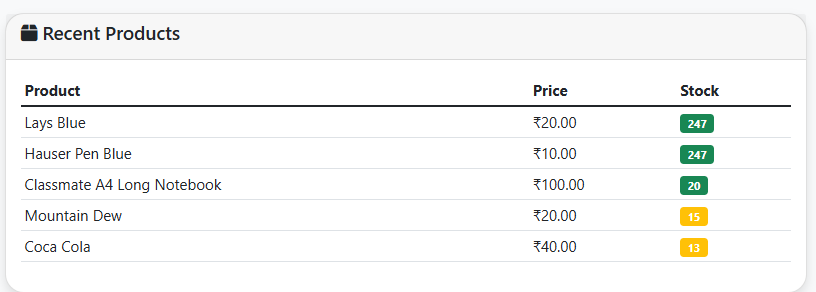 Recent Products
Product Price Stock
Lays Blue ₹20.00 247
Hauser Pen Blue ₹10.00 247
Classmate A4 Long Notebook ₹100.00 20
Mountain Dew ₹20.00 15
Coca Cola ₹40.00 13